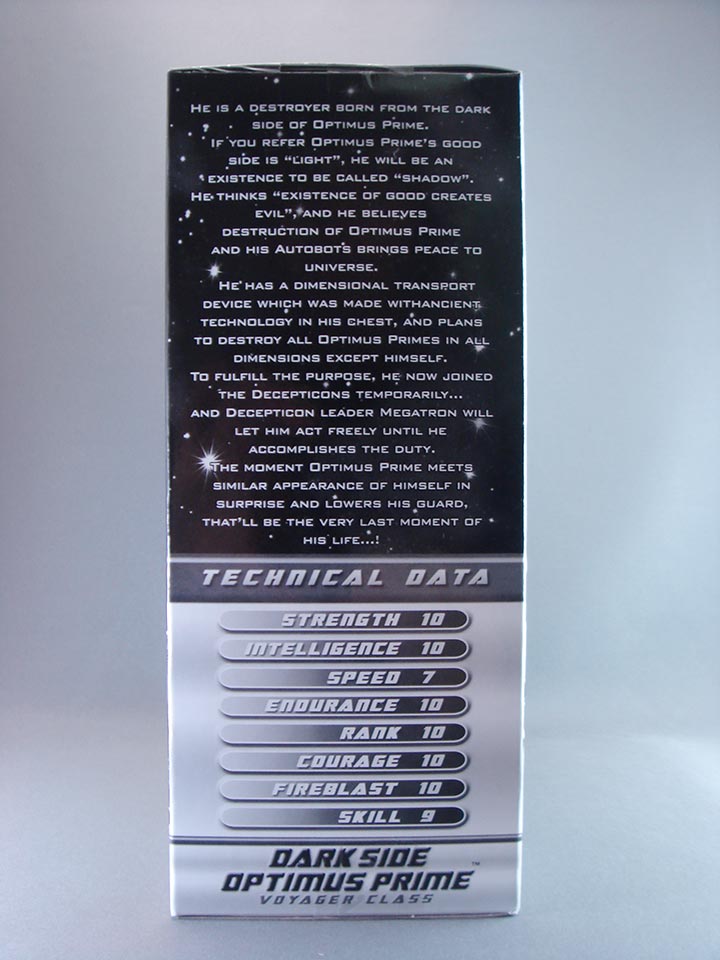 He is a destroyer born from the dark
side of Optimus Prime.
If you refer Optimus Prime's good
side is "light", he will be an
existence to be called "shadow".
He thinks "existence of good creates
evil", and he believes
destruction of Optimus Prime
and his Autobots brings peace to
universe.
He has a dimensional transport
device which was made withancient
technology in his chest, and plans
to destroy all Optimus Primes in all
dimensions except himself.
To fulfill the purpose, he now joined
the Decepticons temporarily...
and Decepticon leader Megatron will
let him act freely until he
accomplishes the duty.
The moment Optimus Prime meets
similar appearance of himself in
surprise and lowers his guard,
that'll be the very last moment of
his life...!
TECHNICAL DATA
STRENGTH 10
INTELLIGENCE 10
SPEED 7
ENDURANCE 10
RANK 10
COURAGE 10
FIREBLAST 10
SKILL 9
DARK SIDE
OPTIMUS PRIME™
VOYAGER CLASS